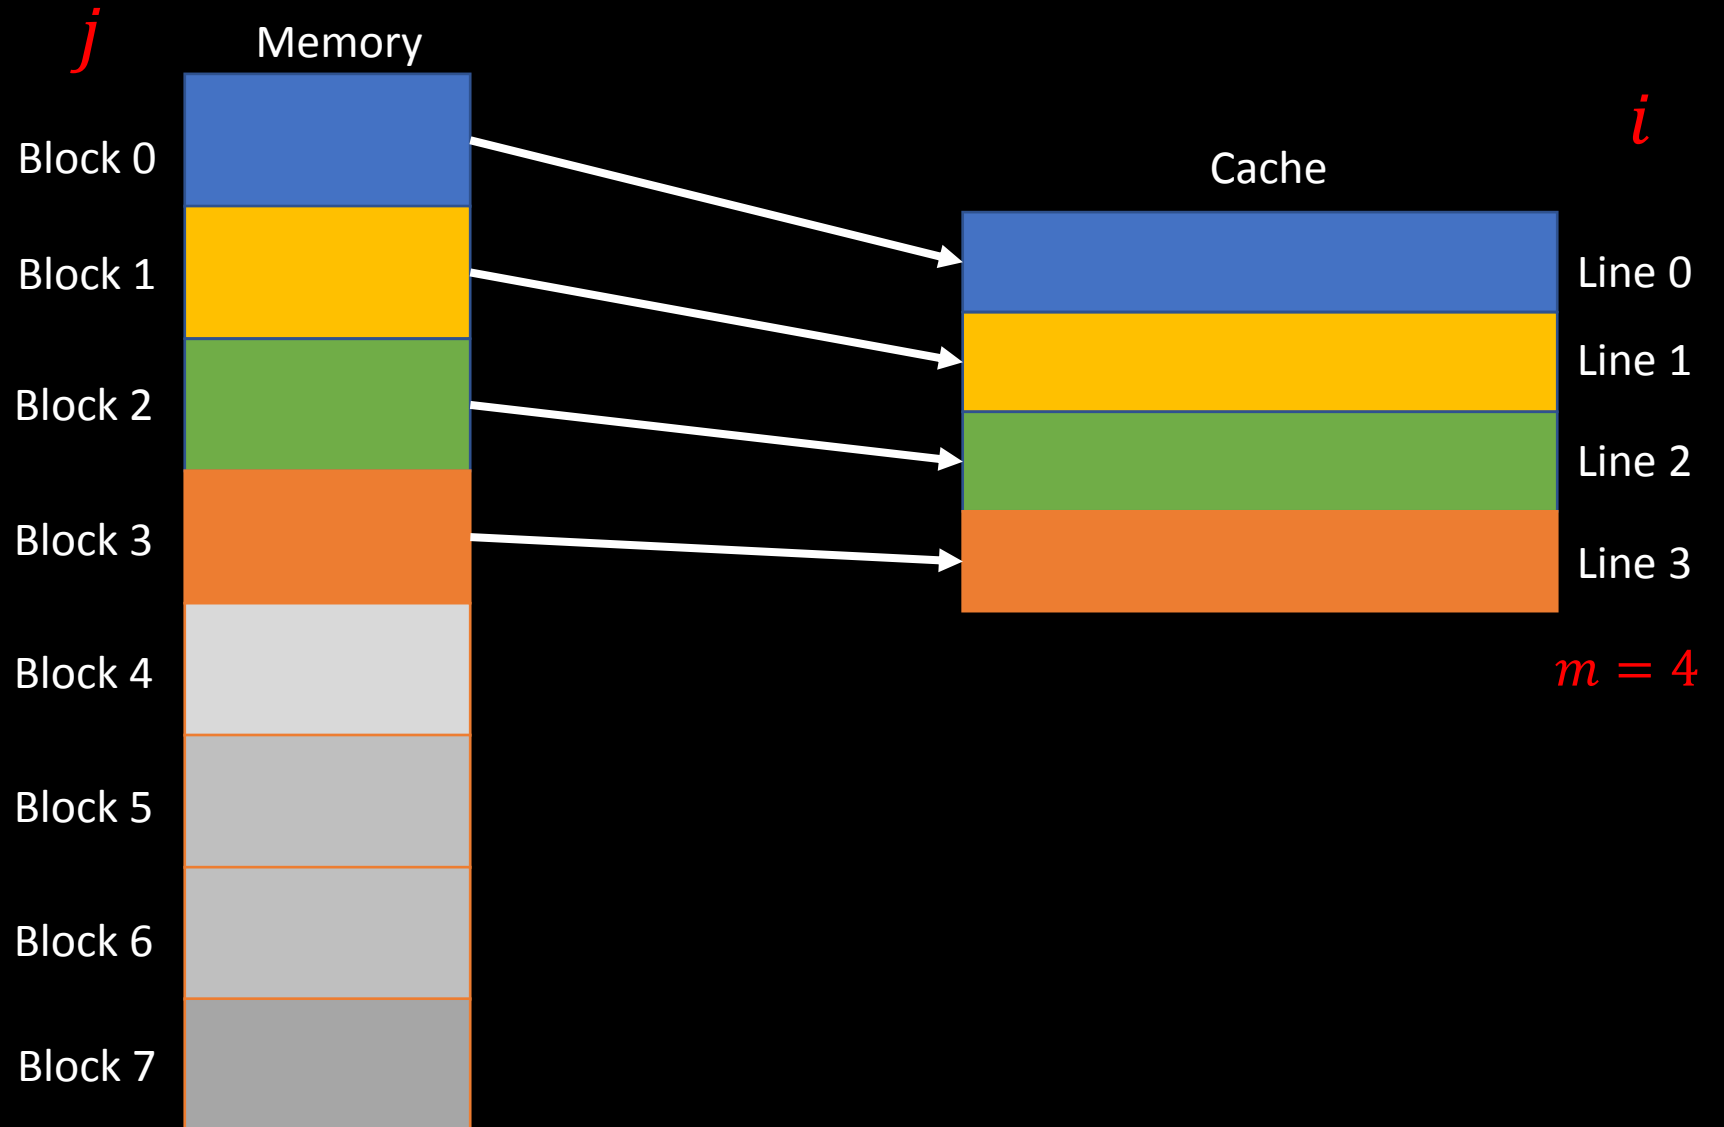 j
Memory
Block 0
Block 1
Block 2
Block 3
Block 4
Block 5
Block 6
Block 7
i
Cache
Line 0
Line 1
Line 2
Line 3
m = 4